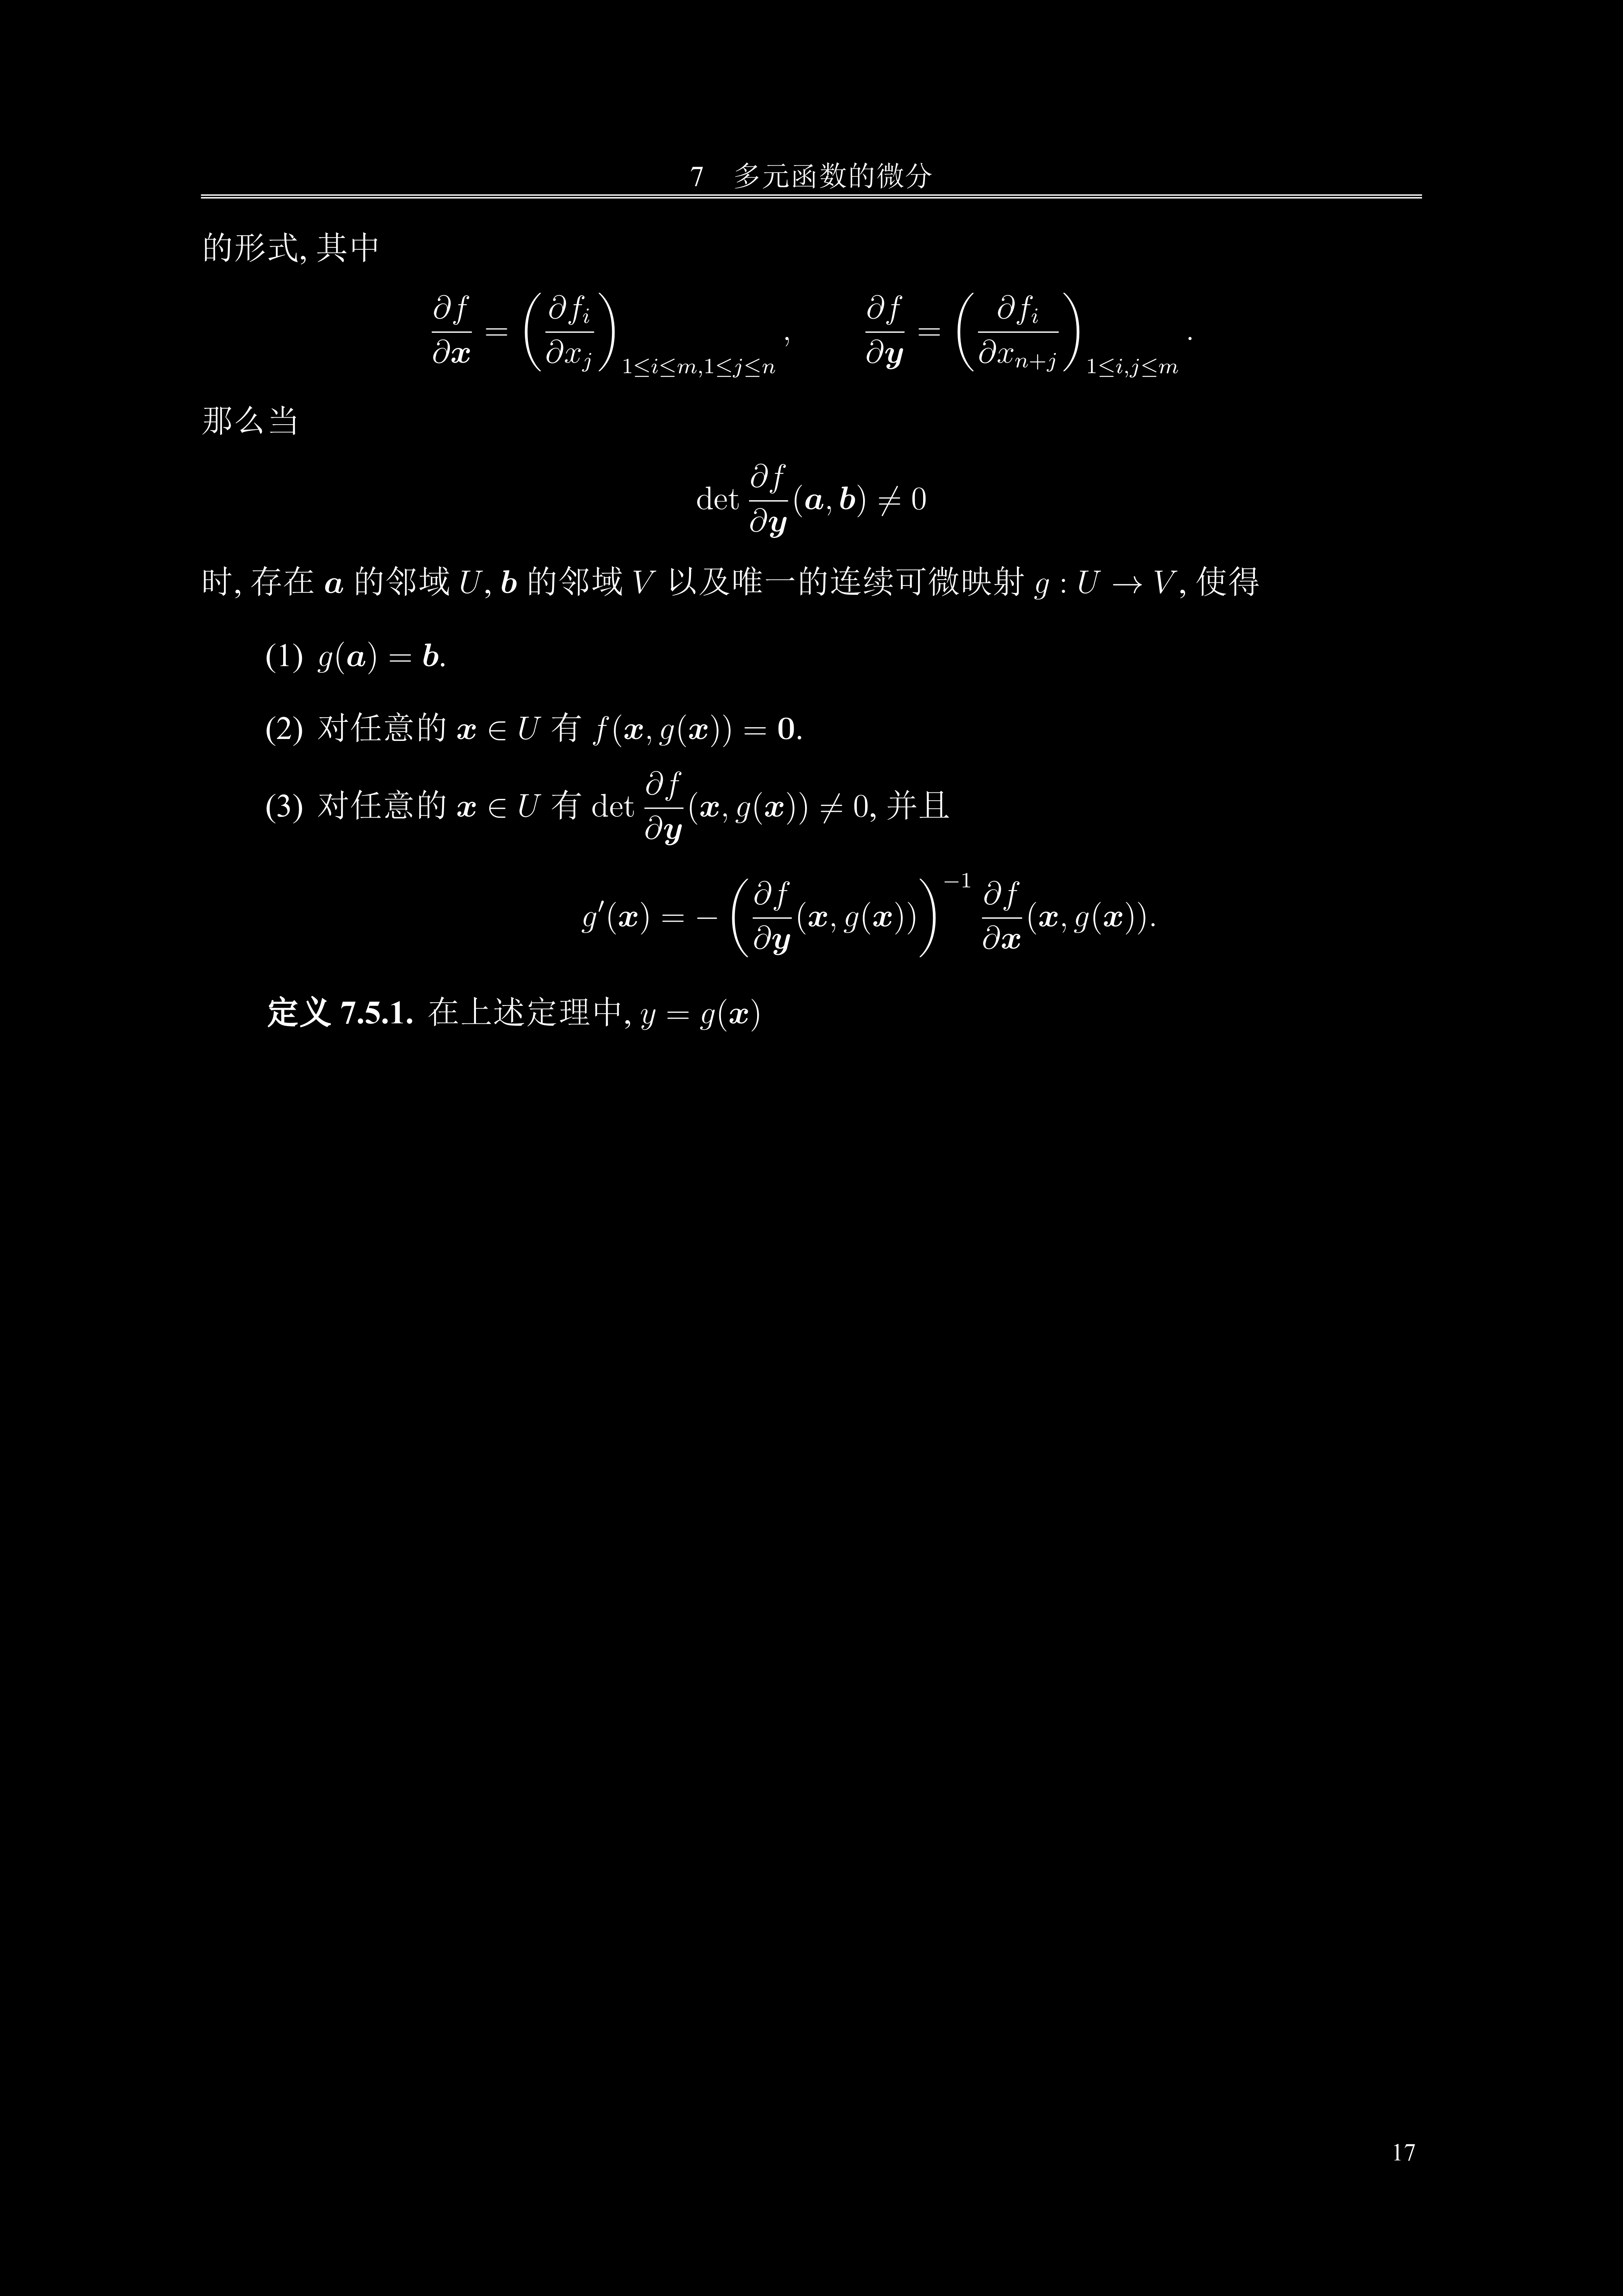 7 多元函数的微分
的形式, 其中
$\frac{\partial f}{\partial \boldsymbol{x}} = \left( \frac{\partial f_i}{\partial x_j} \right)_{1 \le i \le m, 1 \le j \le n}, \qquad \frac{\partial f}{\partial \boldsymbol{y}} = \left( \frac{\partial f_i}{\partial x_{n+j}} \right)_{1 \le i,j \le m}.$
那么当
$\det \frac{\partial f}{\partial \boldsymbol{y}}(\boldsymbol{a}, \boldsymbol{b}) \neq 0$
时, 存在 $\boldsymbol{a}$ 的邻域 $U$, $\boldsymbol{b}$ 的邻域 $V$ 以及唯一的连续可微映射 $g : U \to V$, 使得
(1) $g(\boldsymbol{a}) = \boldsymbol{b}$.
(2) 对任意的 $\boldsymbol{x} \in U$ 有 $f(\boldsymbol{x}, g(\boldsymbol{x})) = \boldsymbol{0}$.
(3) 对任意的 $\boldsymbol{x} \in U$ 有 $\det \frac{\partial f}{\partial \boldsymbol{y}}(\boldsymbol{x}, g(\boldsymbol{x})) \neq 0$, 并且
$g'(\boldsymbol{x}) = - \left( \frac{\partial f}{\partial \boldsymbol{y}}(\boldsymbol{x}, g(\boldsymbol{x})) \right)^{-1} \frac{\partial f}{\partial \boldsymbol{x}}(\boldsymbol{x}, g(\boldsymbol{x})).$
定义 7.5.1. 在上述定理中, $y = g(\boldsymbol{x})$
17